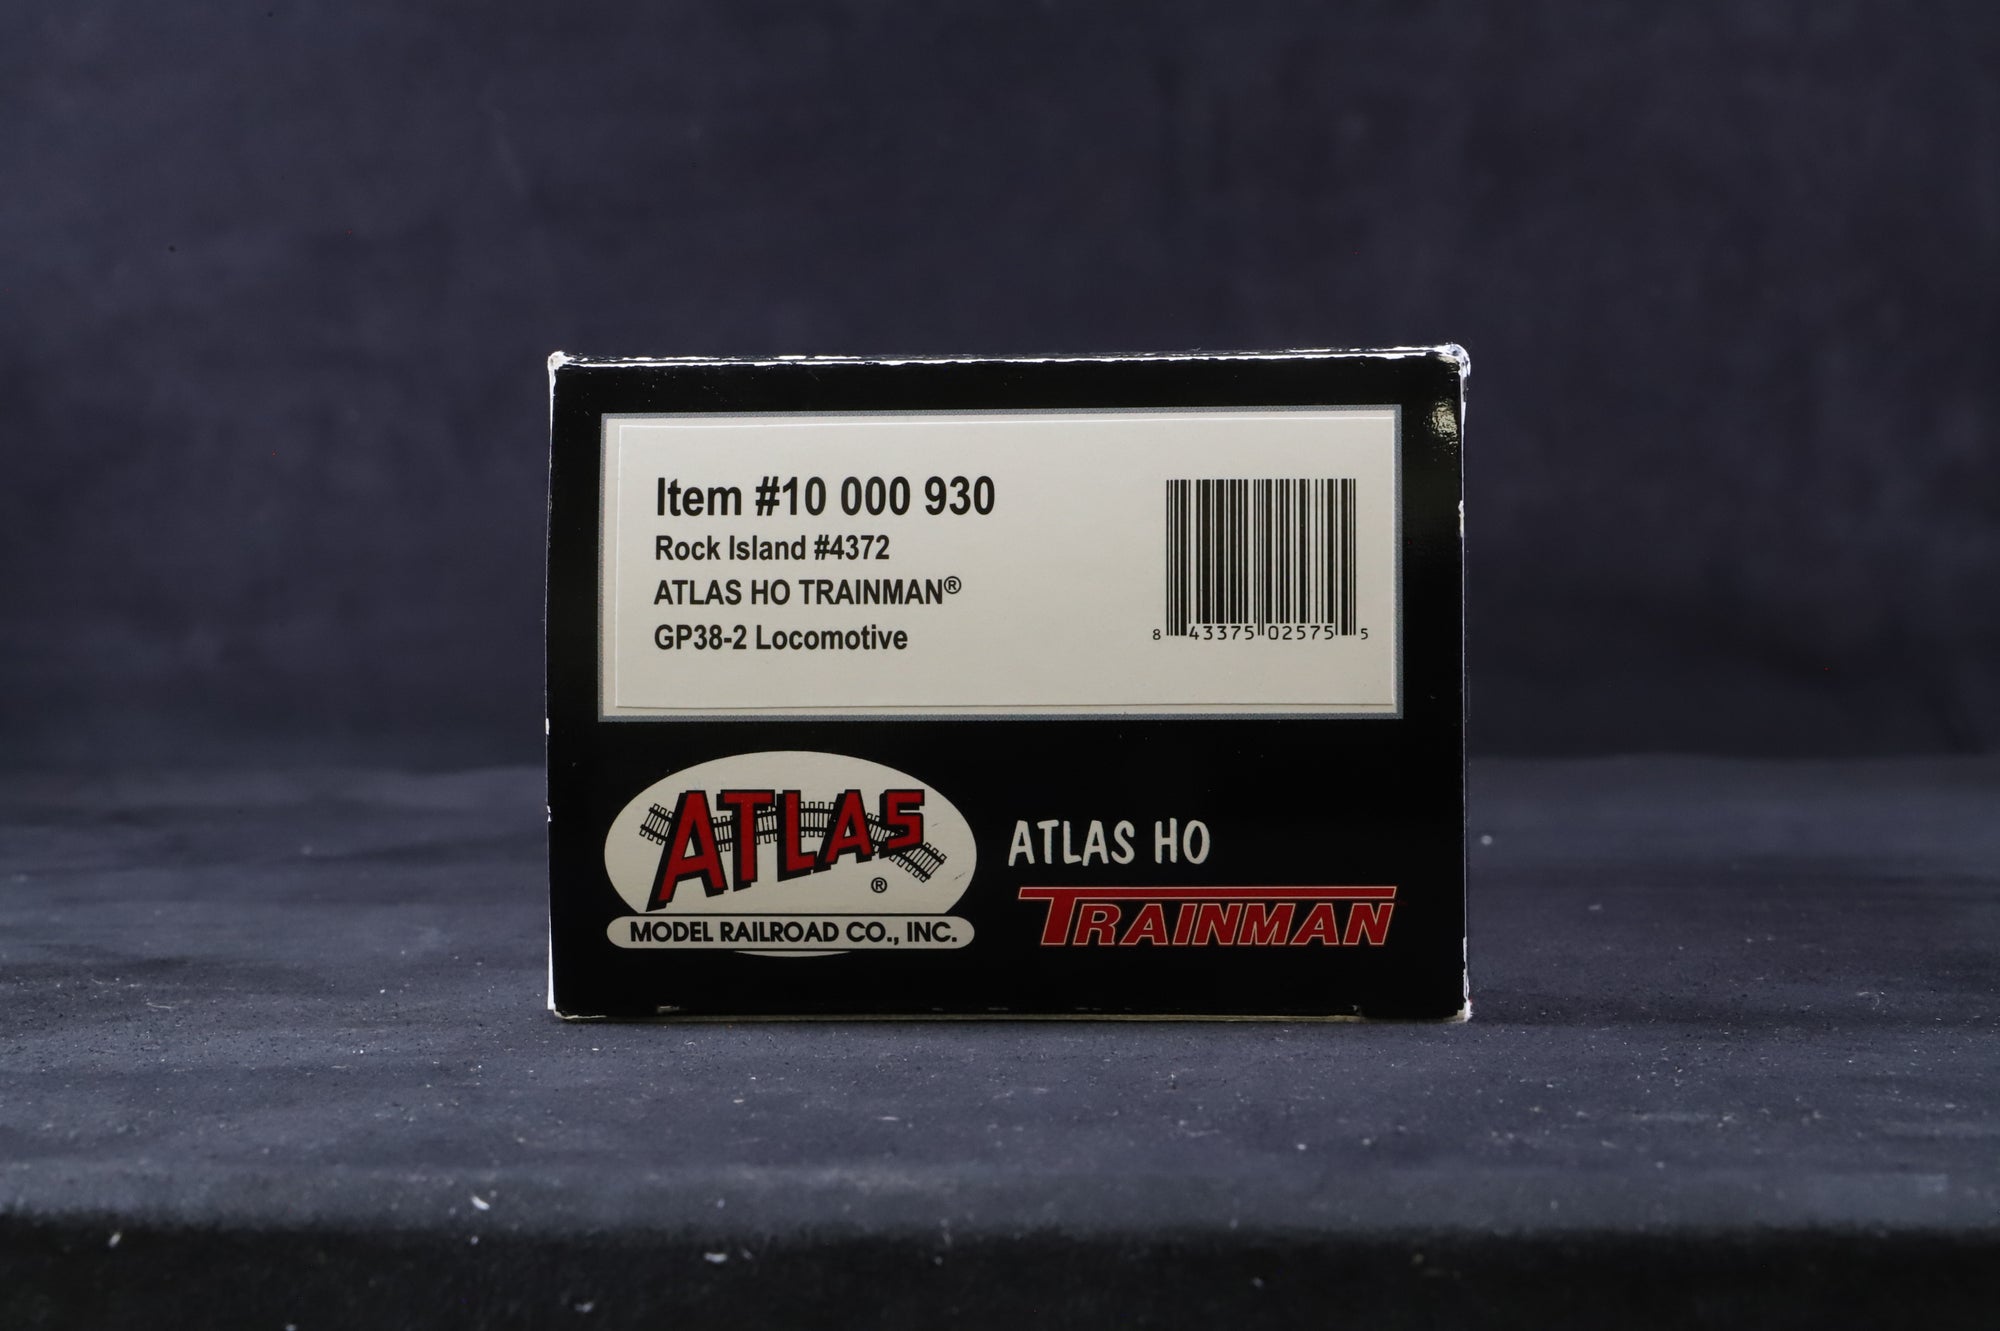 Item #10 000 930
Rock Island #4372
ATLAS HO TRAINMAN®
GP38-2 Locomotive
8 43375 02575 5
ATLAS ®
MODEL RAILROAD CO., INC.
ATLAS HO
TRAINMAN